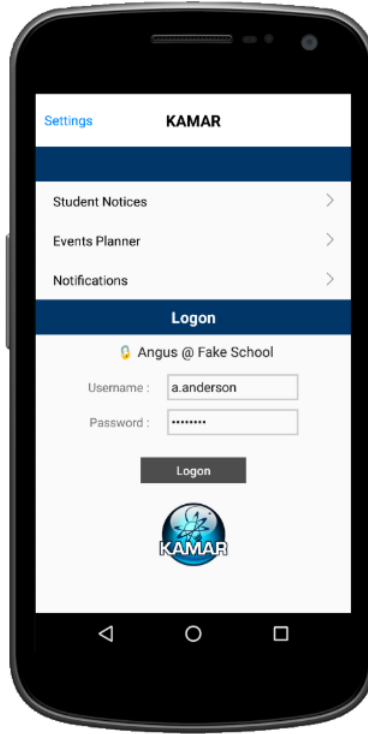 Settings KAMAR
Student Notices
Events Planner
Notifications
Logon
Angus @ Fake School
Username : a.anderson
Password : ••••••••
Logon
KAMAR